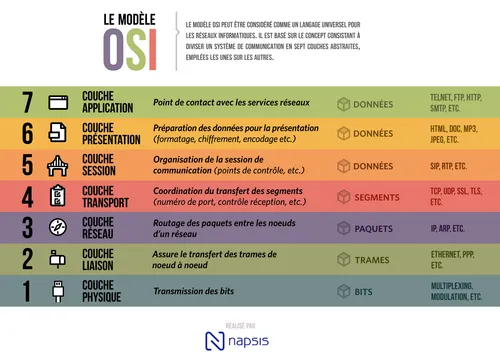 LE MODÈLE
OSI
LE MODÈLE OSI PEUT ÊTRE CONSIDÉRÉ COMME UN LANGAGE UNIVERSEL POUR
LES RÉSEAUX INFORMATIQUES. IL EST BASÉ SUR LE CONCEPT CONSISTANT À
DIVISER UN SYSTÈME DE COMMUNICATION EN SEPT COUCHES ABSTRAITES,
EMPILÉES LES UNES SUR LES AUTRES.
7
COUCHE
APPLICATION
Point de contact avec les services réseaux
DONNÉES
TELNET, FTP, HTTP,
SMTP, ETC.
6
COUCHE
PRÉSENTATION
Préparation des données pour la présentation
(formatage, chiffrement, encodage etc.)
DONNÉES
HTML, DOC, MP3,
JPEG, ETC.
5
COUCHE
SESSION
Organisation de la session de
communication (points de contrôle, etc.)
DONNÉES
SIP, RTP, ETC.
4
COUCHE
TRANSPORT
Coordination du transfert des segments
(numéro de port, contrôle réception, etc.)
SEGMENTS
TCP, UDP, SSL, TLS,
ETC.
3
COUCHE
RÉSEAU
Routage des paquets entre les noeuds
d'un réseau
PAQUETS
IP, ARP, ETC.
2
COUCHE
LIAISON
Assure le transfert des trames de
noeud à noeud
TRAMES
ETHERNET, PPP,
ETC.
1
COUCHE
PHYSIQUE
Transmission des bits
BITS
MULTIPLEXING,
MODULATION, ETC.
RÉALISÉ PAR
napsis